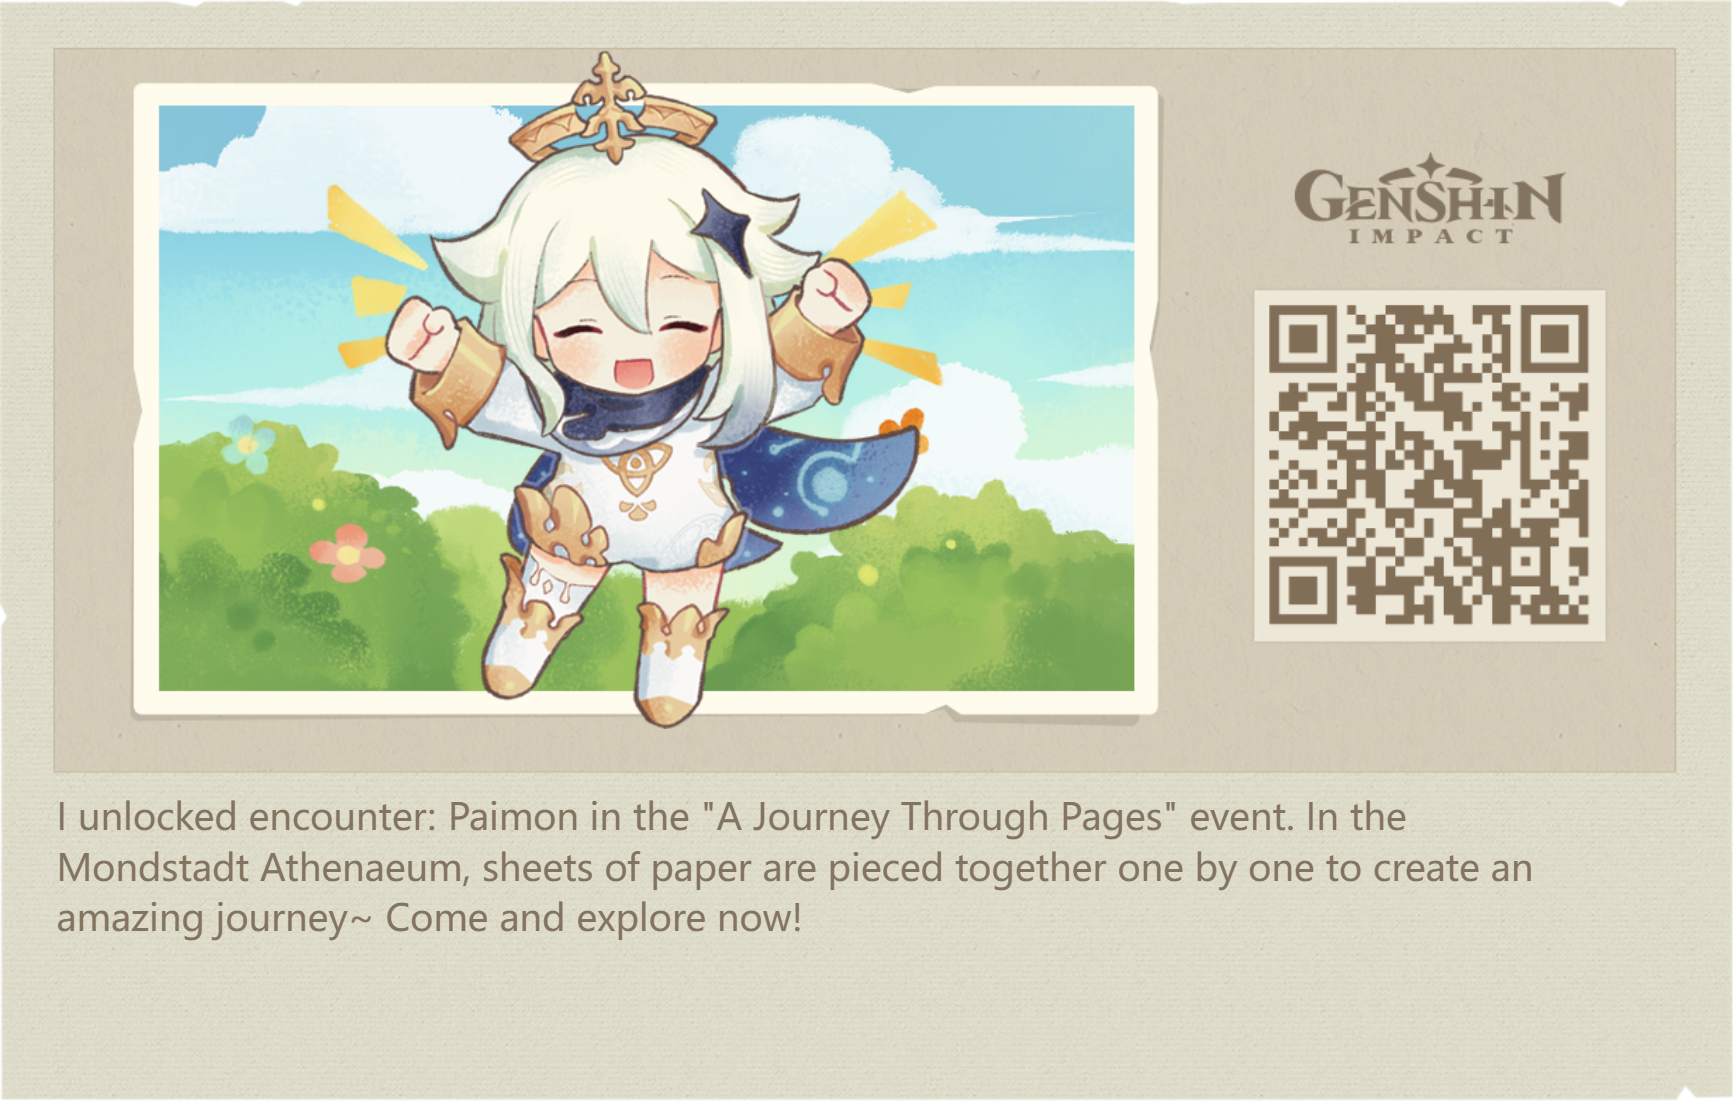 GENSHIN
IMPACT
I unlocked encounter: Paimon in the "A Journey Through Pages" event. In the
Mondstadt Athenaeum, sheets of paper are pieced together one by one to create an
amazing journey~ Come and explore now!